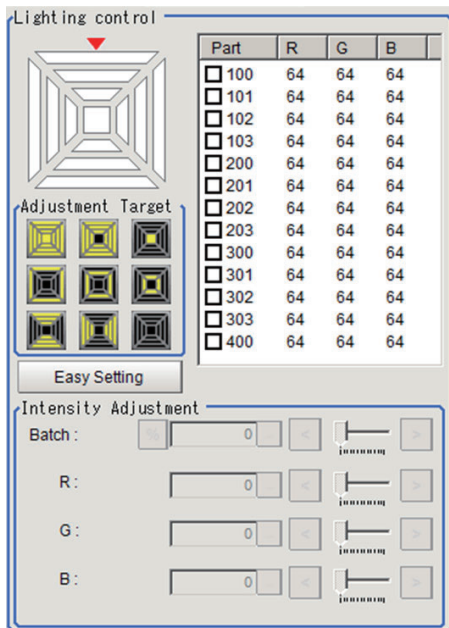 Lighting control
Part R G B
100 64 64 64
101 64 64 64
102 64 64 64
103 64 64 64
200 64 64 64
201 64 64 64
202 64 64 64
203 64 64 64
300 64 64 64
301 64 64 64
302 64 64 64
303 64 64 64
400 64 64 64
Adjustment Target
Easy Setting
Intensity Adjustment
Batch : % 0 .. < >
R : 0 .. < >
G : 0 .. < >
B : 0 .. < >